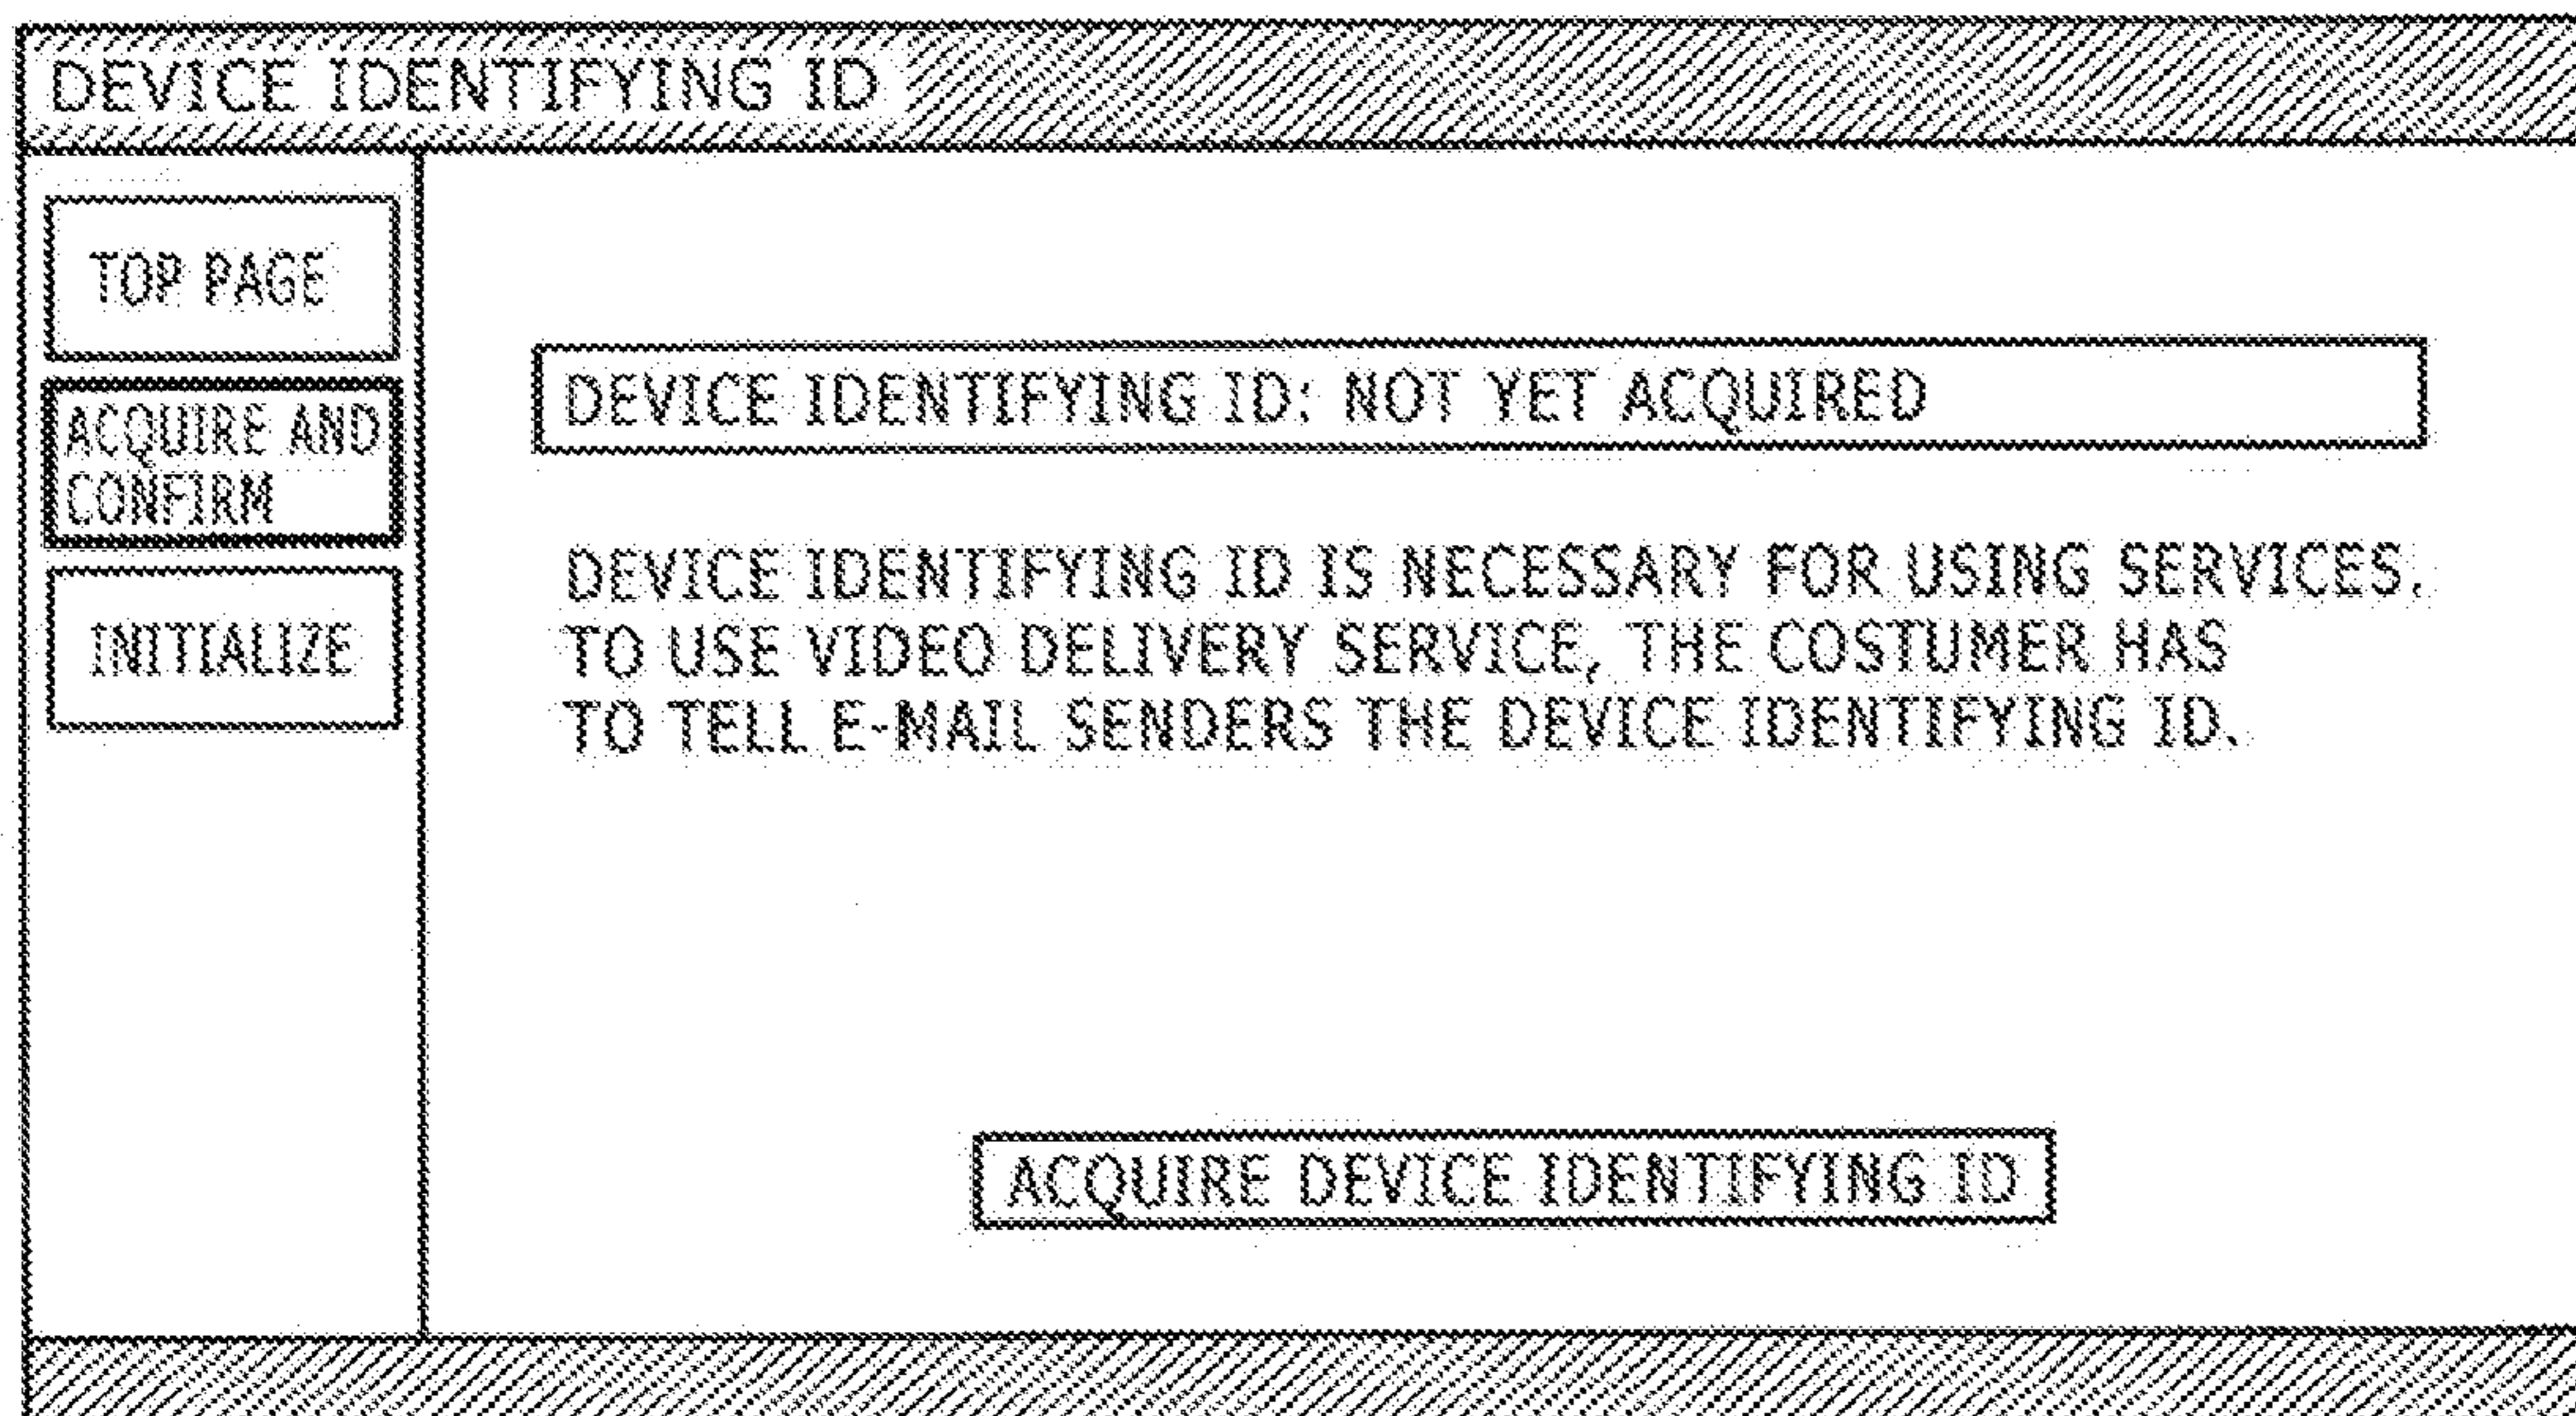 DEVICE IDENTIFYING ID
TOP PAGE
ACQUIRE AND
CONFIRM
INITIALIZE
DEVICE IDENTIFYING ID: NOT YET ACQUIRED
DEVICE IDENTIFYING ID IS NECESSARY FOR USING SERVICES.
TO USE VIDEO DELIVERY SERVICE, THE COSTUMER HAS
TO TELL E-MAIL SENDERS THE DEVICE IDENTIFYING ID.
ACQUIRE DEVICE IDENTIFYING ID